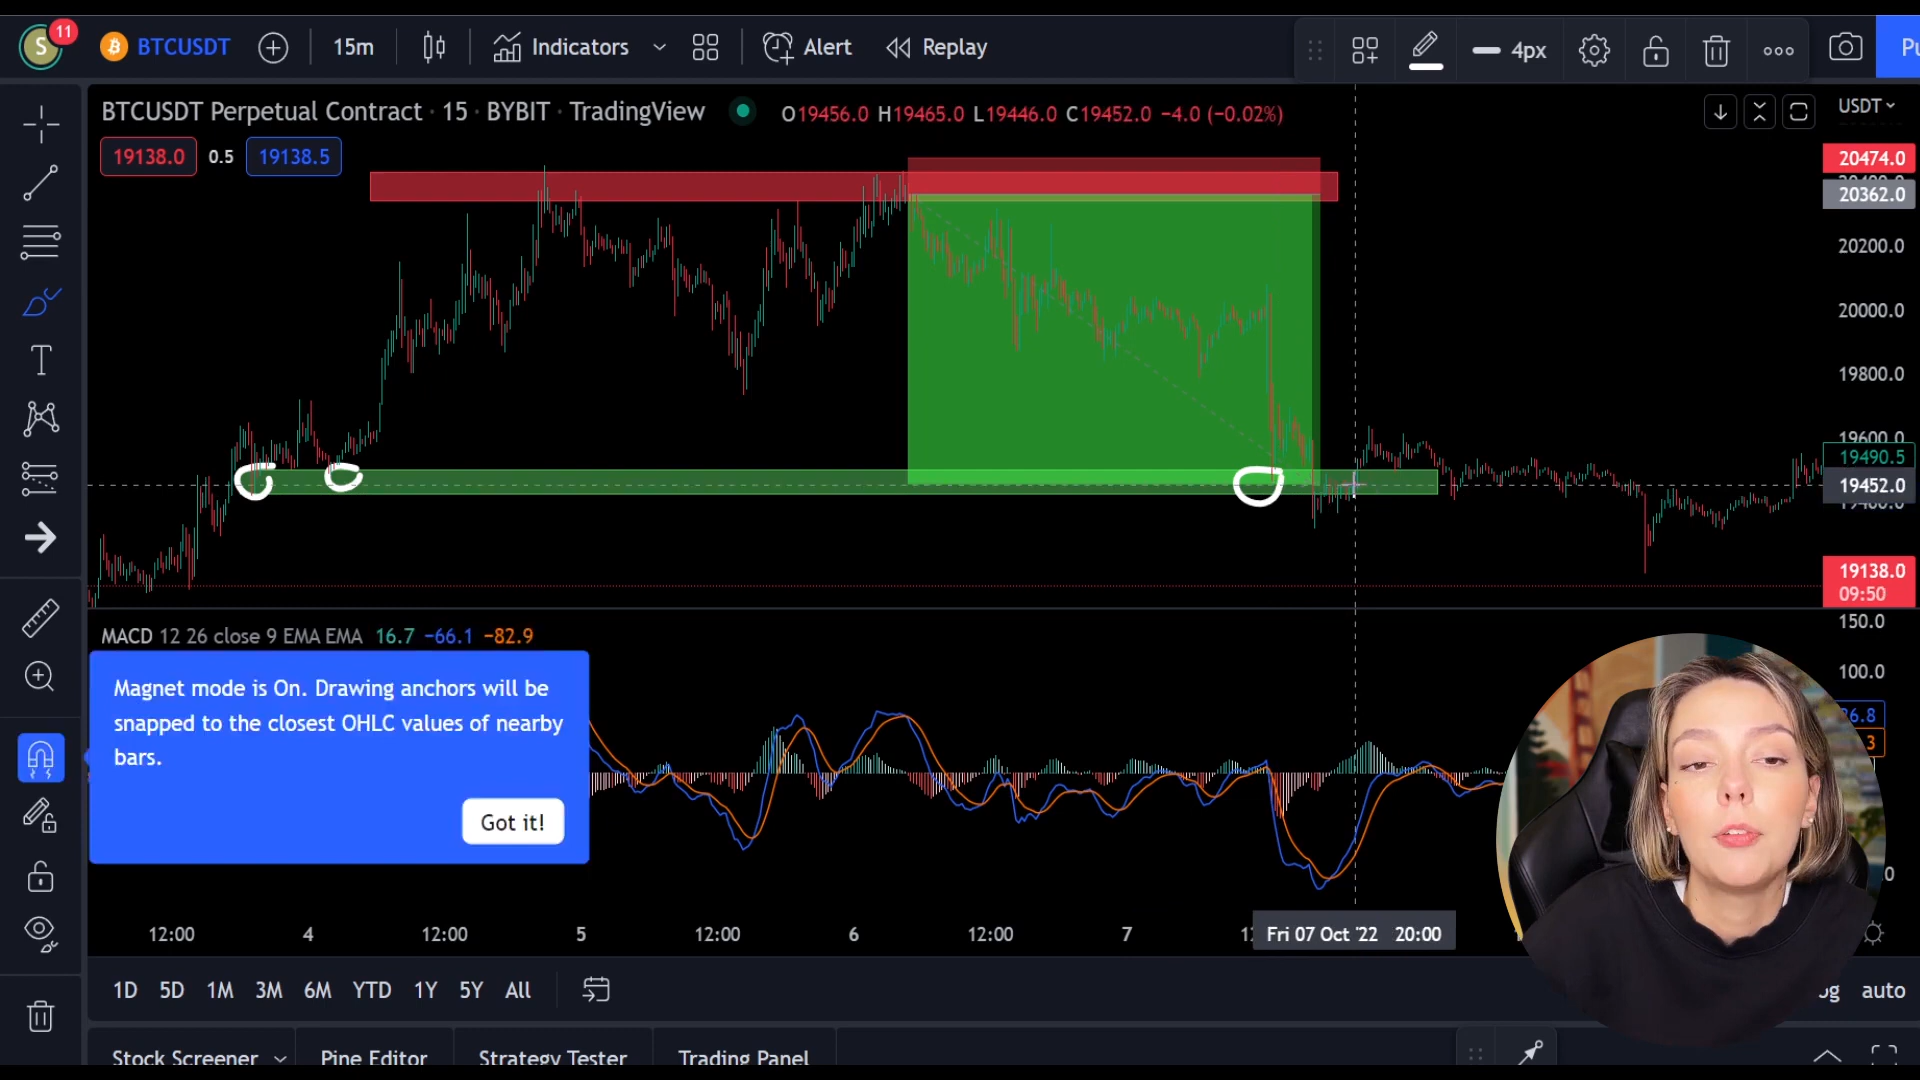 S 11 BTCUSDT 15m Indicators Alert Replay 4px Pu
BTCUSDT Perpetual Contract · 15 · BYBIT · TradingView O19456.0 H19465.0 L19446.0 C19452.0 −4.0 (−0.02%) USDT
19138.0 0.5 19138.5
20474.0
20362.0
20200.0
20000.0
19800.0
19600.0
19490.5
19452.0
19138.0
09:50
MACD 12 26 close 9 EMA EMA 16.7 −66.1 −82.9
150.0
100.0
Magnet mode is On. Drawing anchors will be
snapped to the closest OHLC values of nearby
bars.
Got it!
12:00 4 12:00 5 12:00 6 12:00 7 Fri 07 Oct '22 20:00
1D 5D 1M 3M 6M YTD 1Y 5Y All auto
Stock Screener Pine Editor Strategy Tester Trading Panel